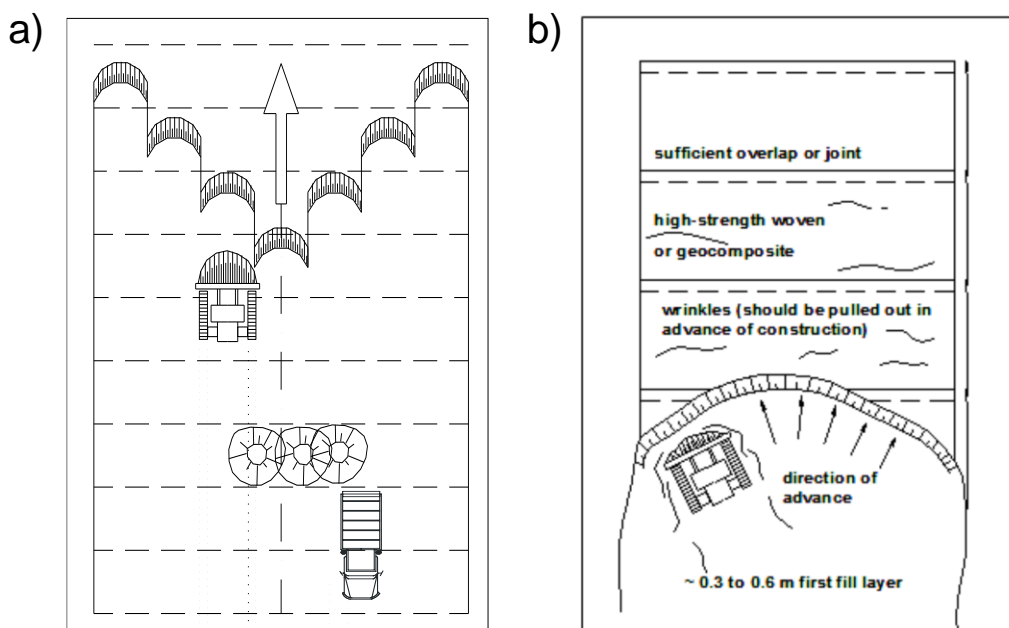 a)
b)
sufficient overlap or joint
high-strength woven
or geocomposite
wrinkles (should be pulled out in
advance of construction)
direction of
advance
~ 0.3 to 0.6 m first fill layer